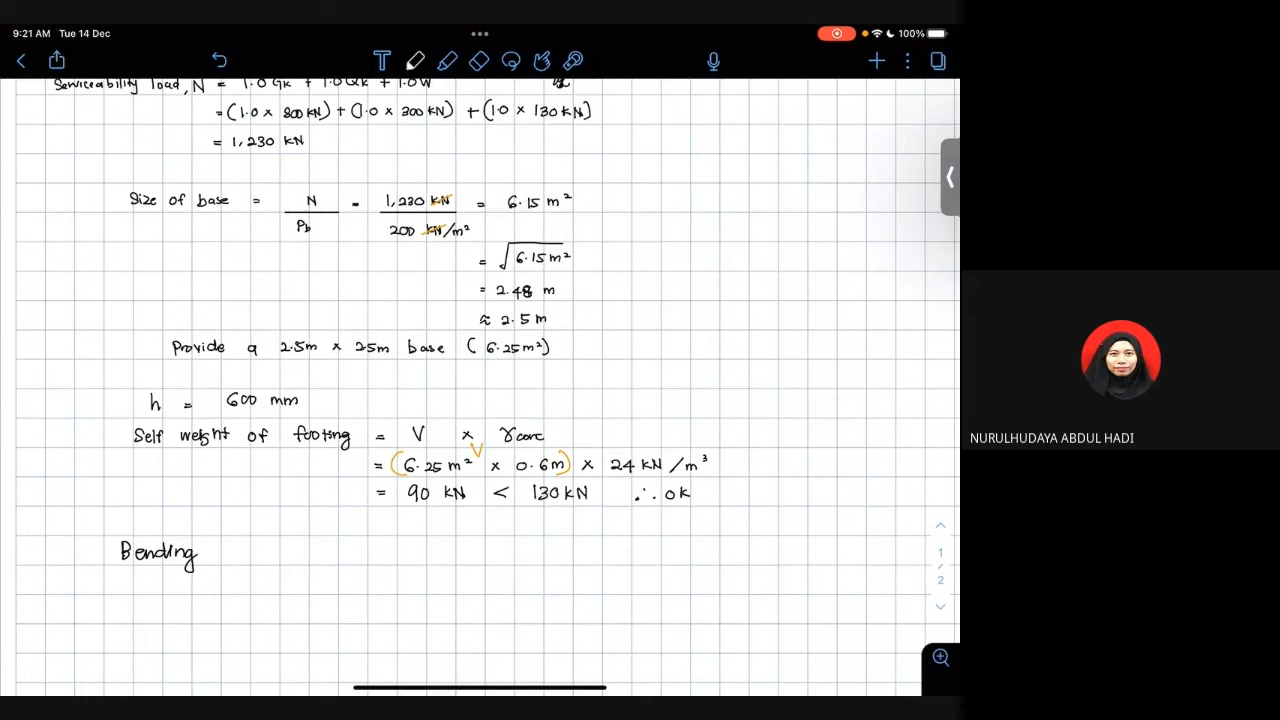 9:21 AM Tue 14 Dec
100%
Serviceability load, N = 1.0 Gk + 1.0 Qk + 1.0 W
= (1.0 × 800 KN) + (1.0 × 300 KN) + (1.0 × 130 KN)
= 1,230 KN
Size of base = N / Pb = 1,230 KN / 200 KN/m² = 6.15 m²
= √6.15 m²
= 2.48 m
≈ 2.5 m
Provide a 2.5m × 2.5m base (6.25m²)
h = 600 mm
Self weight of footing = V × γconc
V
= (6.25 m² × 0.6m) × 24 KN/m³
= 90 KN < 130 KN ∴ ok
Bending
1
/
2
NURULHUDAYA ABDUL HADI